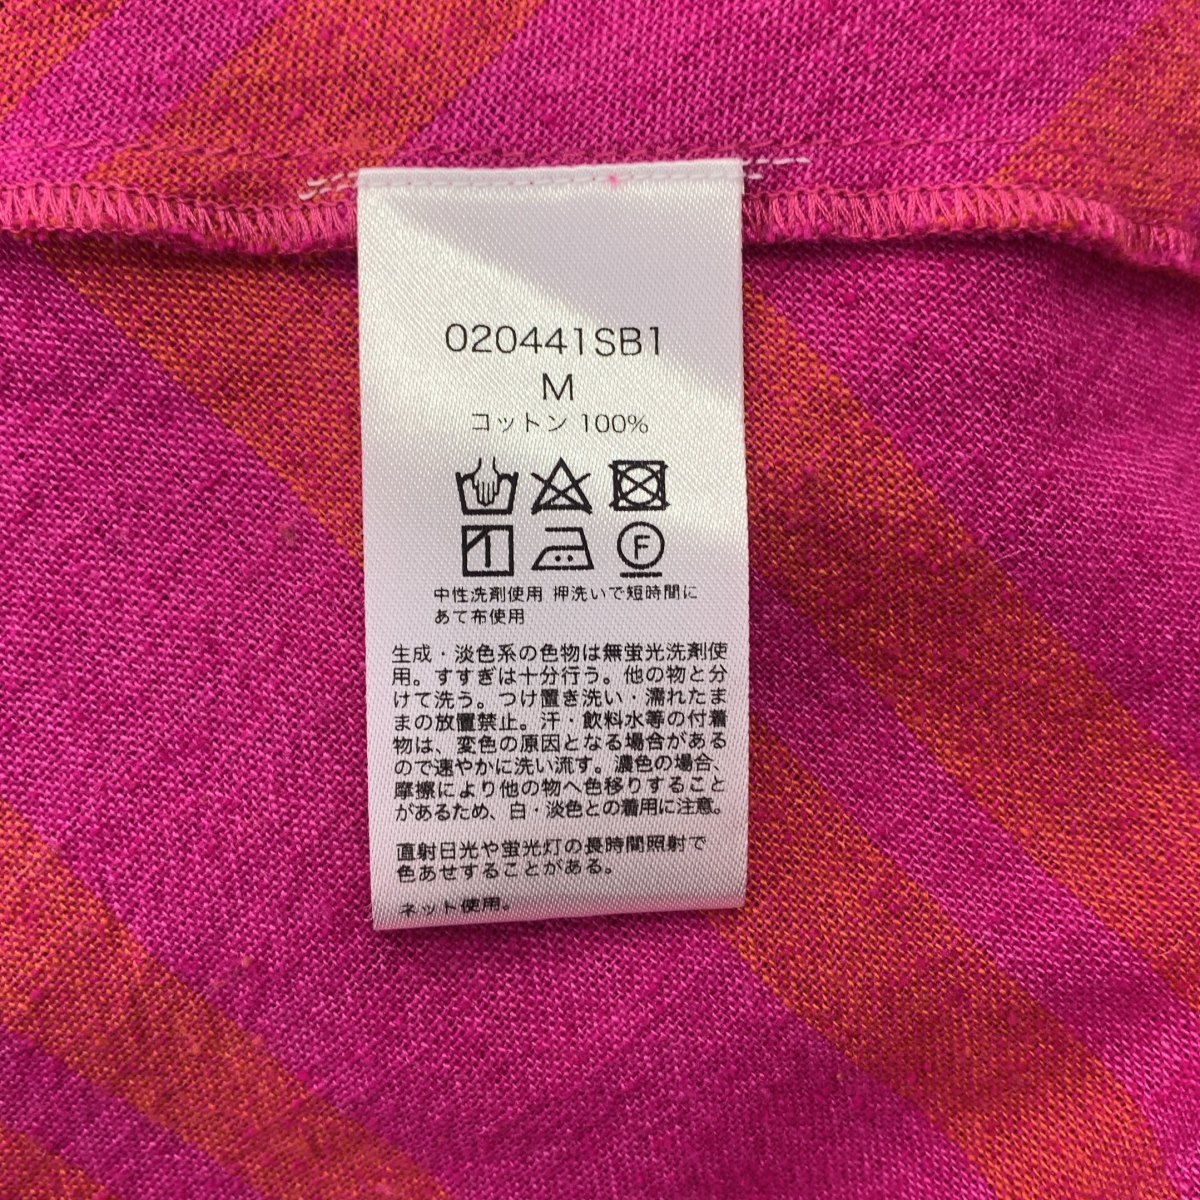 020441SB1
M
コットン 100%
F
中性洗剤使用 押洗いで短時間に
あて布使用
生成・淡色系の色物は無蛍光洗剤使
用。すすぎは十分行う。他の物と分
けて洗う。つけ置き洗い・濡れたま
まの放置禁止。汗・飲料水等の付着
物は、変色の原因となる場合がある
ので速やかに洗い流す。濃色の場合、
摩擦により他の物へ色移りすること
があるため、白・淡色との着用に注意。
直射日光や蛍光灯の長時間照射で
色あせすることがある。
ネット使用。